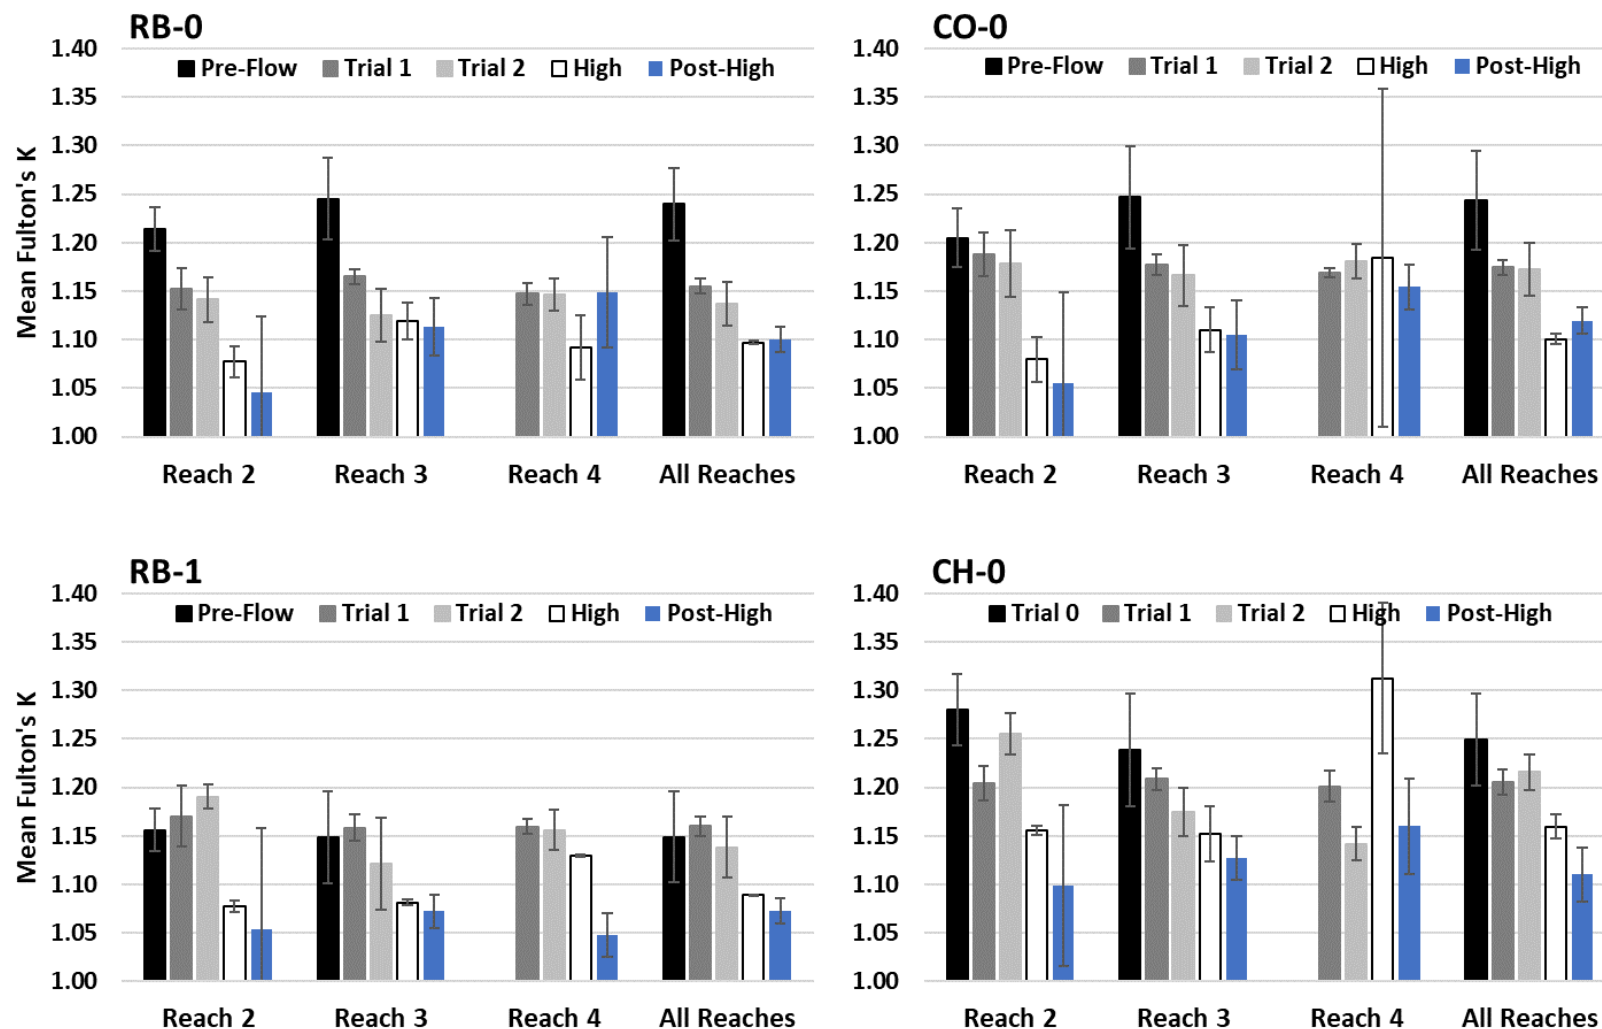 RB-0
Pre-Flow Trial 1 Trial 2 High Post-High
Mean Fulton's K
1.40
1.35
1.30
1.25
1.20
1.15
1.10
1.05
1.00
Reach 2 Reach 3 Reach 4 All Reaches
CO-0
Pre-Flow Trial 1 Trial 2 High Post-High
1.40
1.35
1.30
1.25
1.20
1.15
1.10
1.05
1.00
Reach 2 Reach 3 Reach 4 All Reaches
RB-1
Pre-Flow Trial 1 Trial 2 High Post-High
Mean Fulton's K
1.40
1.35
1.30
1.25
1.20
1.15
1.10
1.05
1.00
Reach 2 Reach 3 Reach 4 All Reaches
CH-0
Trial 0 Trial 1 Trial 2 High Post-High
1.40
1.35
1.30
1.25
1.20
1.15
1.10
1.05
1.00
Reach 2 Reach 3 Reach 4 All Reaches